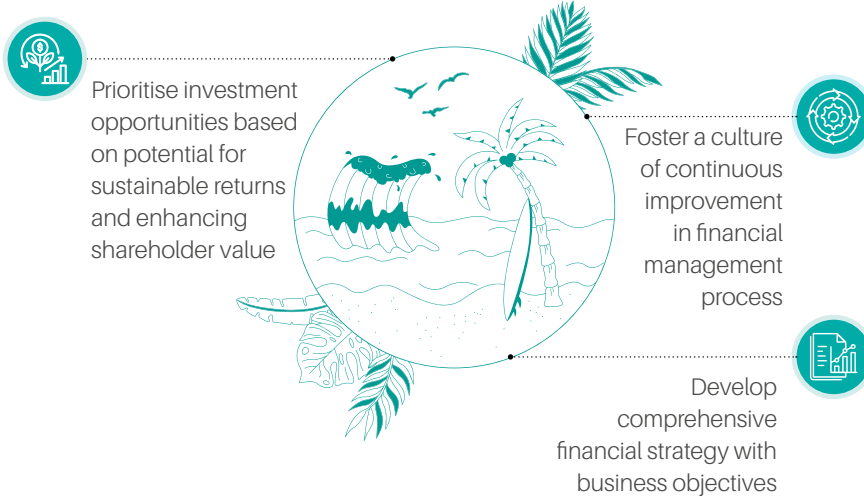 Prioritise investment
opportunities based
on potential for
sustainable returns
and enhancing
shareholder value
Foster a culture
of continuous
improvement
in financial
management
process
Develop
comprehensive
financial strategy with
business objectives